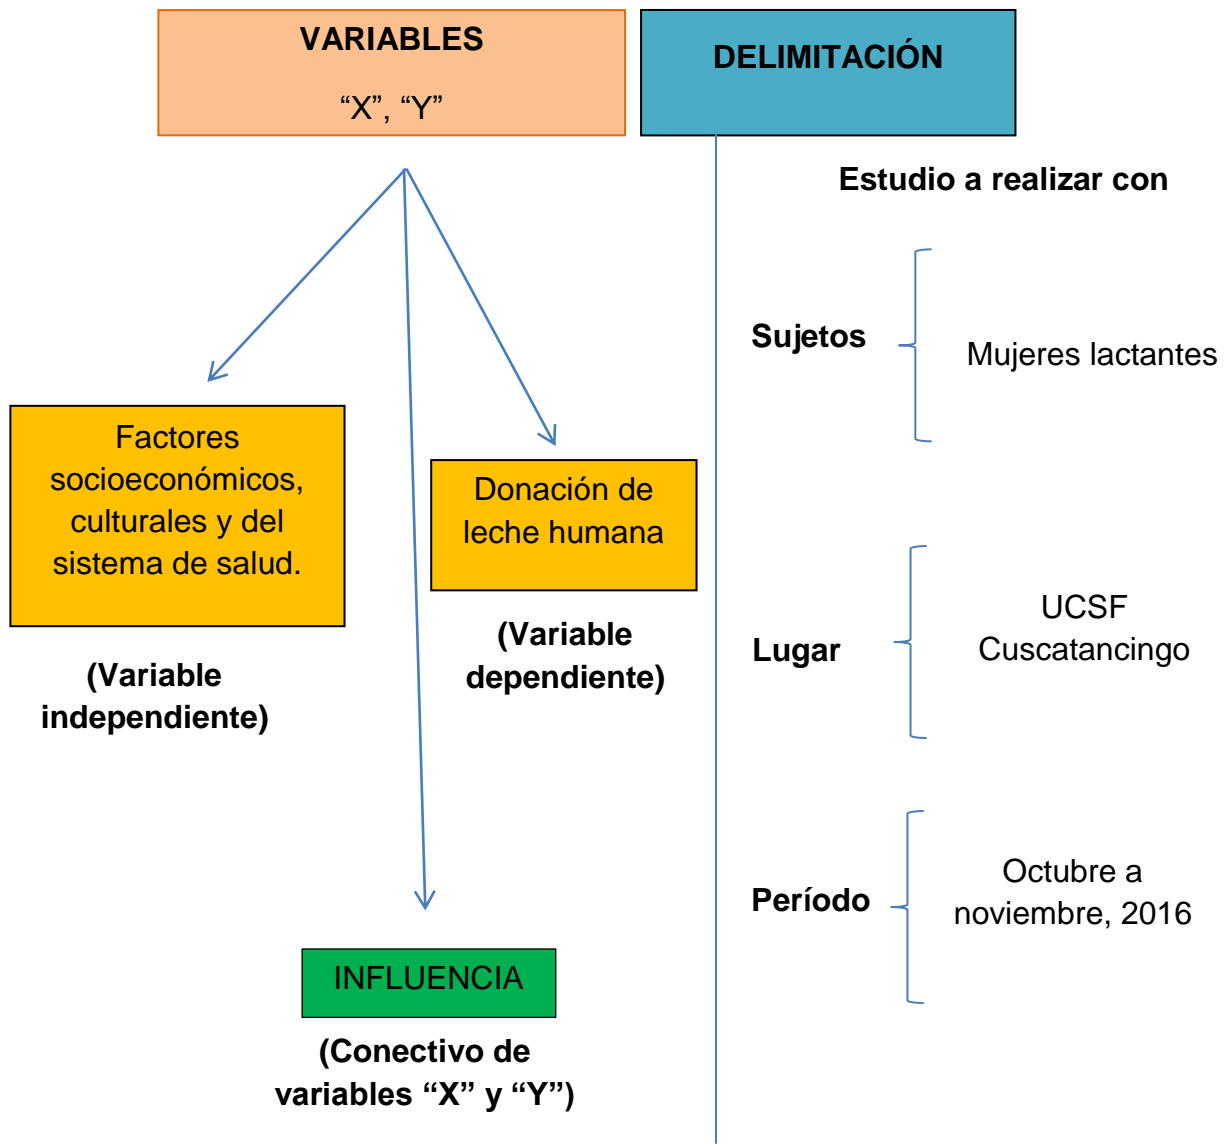 VARIABLES
“X”, “Y”
Factores
socioeconómicos,
culturales y del
sistema de salud.
(Variable
independiente)
Donación de
leche humana
(Variable
dependiente)
INFLUENCIA
(Conectivo de
variables “X” y “Y”)
DELIMITACIÓN
Estudio a realizar con
Sujetos
Mujeres lactantes
Lugar
UCSF
Cuscatancingo
Período
Octubre a
noviembre, 2016